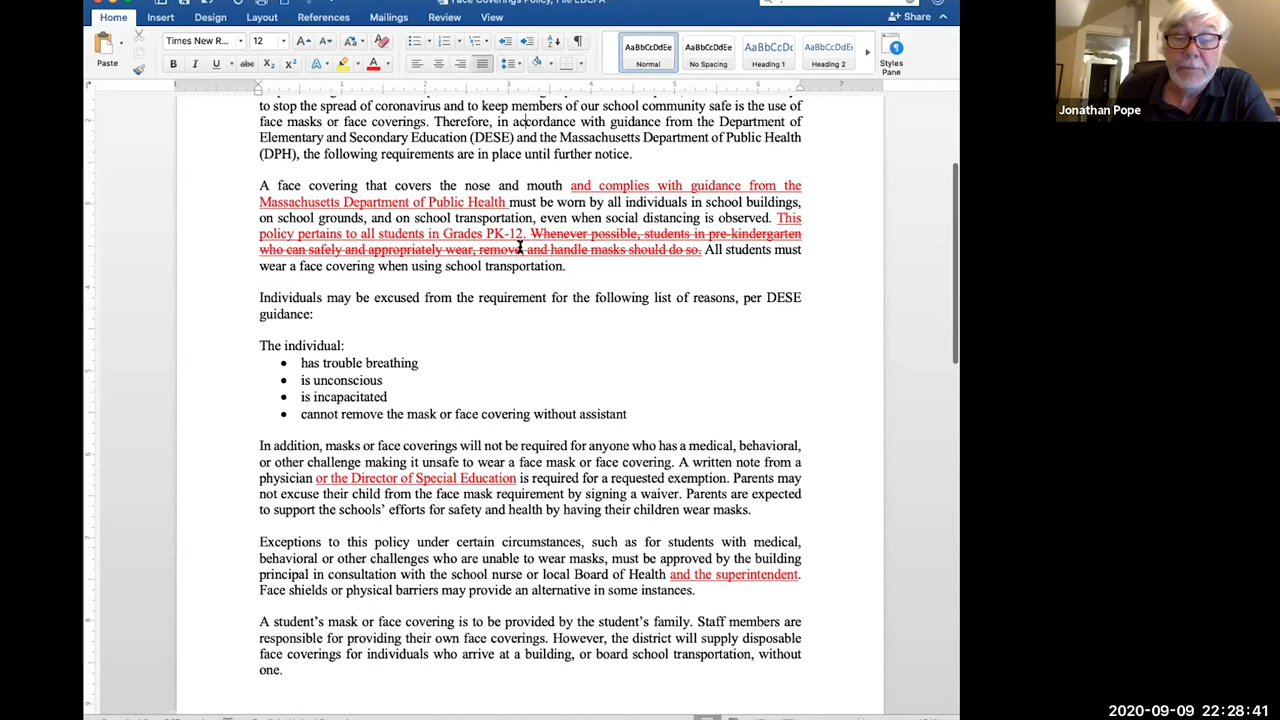 Face Coverings Policy, File EBCFA
Home Insert Design Layout References Mailings Review View Share
Paste Times New R... 12 AaBbCcDdEe Normal AaBbCcDdEe No Spacing AaBbCcDc Heading 1 AaBbCcDdEe Heading 2 Styles Pane
B I U abc X2 X2 A A
1 2 3 4 5 6 7
to stop the spread of coronavirus and to keep members of our school community safe is the use of
face masks or face coverings. Therefore, in accordance with guidance from the Department of
Elementary and Secondary Education (DESE) and the Massachusetts Department of Public Health
(DPH), the following requirements are in place until further notice.
A face covering that covers the nose and mouth and complies with guidance from the
Massachusetts Department of Public Health must be worn by all individuals in school buildings,
on school grounds, and on school transportation, even when social distancing is observed. This
policy pertains to all students in Grades PK-12. Whenever possible, students in pre-kindergarten
who can safely and appropriately wear, remove and handle masks should do so. All students must
wear a face covering when using school transportation.
Individuals may be excused from the requirement for the following list of reasons, per DESE
guidance:
The individual:
• has trouble breathing
• is unconscious
• is incapacitated
• cannot remove the mask or face covering without assistant
In addition, masks or face coverings will not be required for anyone who has a medical, behavioral,
or other challenge making it unsafe to wear a face mask or face covering. A written note from a
physician or the Director of Special Education is required for a requested exemption. Parents may
not excuse their child from the face mask requirement by signing a waiver. Parents are expected
to support the schools' efforts for safety and health by having their children wear masks.
Exceptions to this policy under certain circumstances, such as for students with medical,
behavioral or other challenges who are unable to wear masks, must be approved by the building
principal in consultation with the school nurse or local Board of Health and the superintendent.
Face shields or physical barriers may provide an alternative in some instances.
A student's mask or face covering is to be provided by the student's family. Staff members are
responsible for providing their own face coverings. However, the district will supply disposable
face coverings for individuals who arrive at a building, or board school transportation, without
one.
Jonathan Pope
2020-09-09 22:28:41